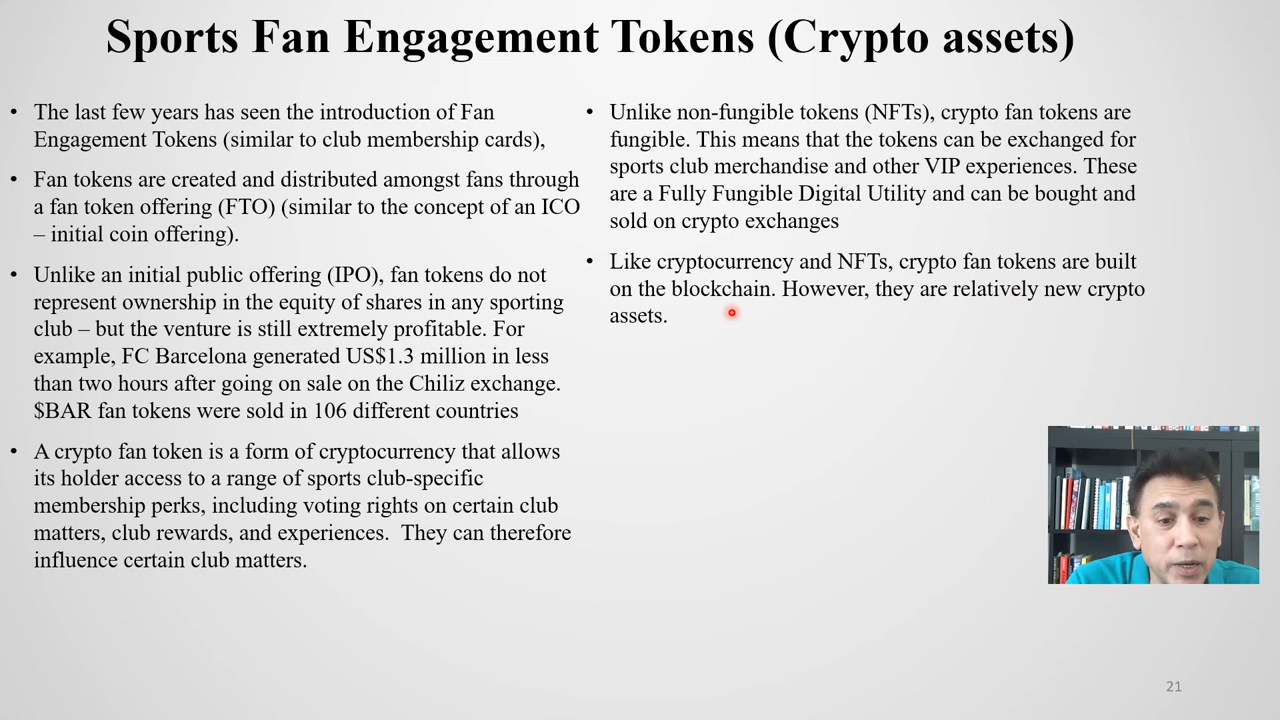 Sports Fan Engagement Tokens (Crypto assets)
• The last few years has seen the introduction of Fan
Engagement Tokens (similar to club membership cards),
• Fan tokens are created and distributed amongst fans through
a fan token offering (FTO) (similar to the concept of an ICO
– initial coin offering).
• Unlike an initial public offering (IPO), fan tokens do not
represent ownership in the equity of shares in any sporting
club – but the venture is still extremely profitable. For
example, FC Barcelona generated US$1.3 million in less
than two hours after going on sale on the Chiliz exchange.
$BAR fan tokens were sold in 106 different countries
• A crypto fan token is a form of cryptocurrency that allows
its holder access to a range of sports club-specific
membership perks, including voting rights on certain club
matters, club rewards, and experiences.  They can therefore
influence certain club matters.
• Unlike non-fungible tokens (NFTs), crypto fan tokens are
fungible. This means that the tokens can be exchanged for
sports club merchandise and other VIP experiences. These
are a Fully Fungible Digital Utility and can be bought and
sold on crypto exchanges
• Like cryptocurrency and NFTs, crypto fan tokens are built
on the blockchain. However, they are relatively new crypto
assets.
21